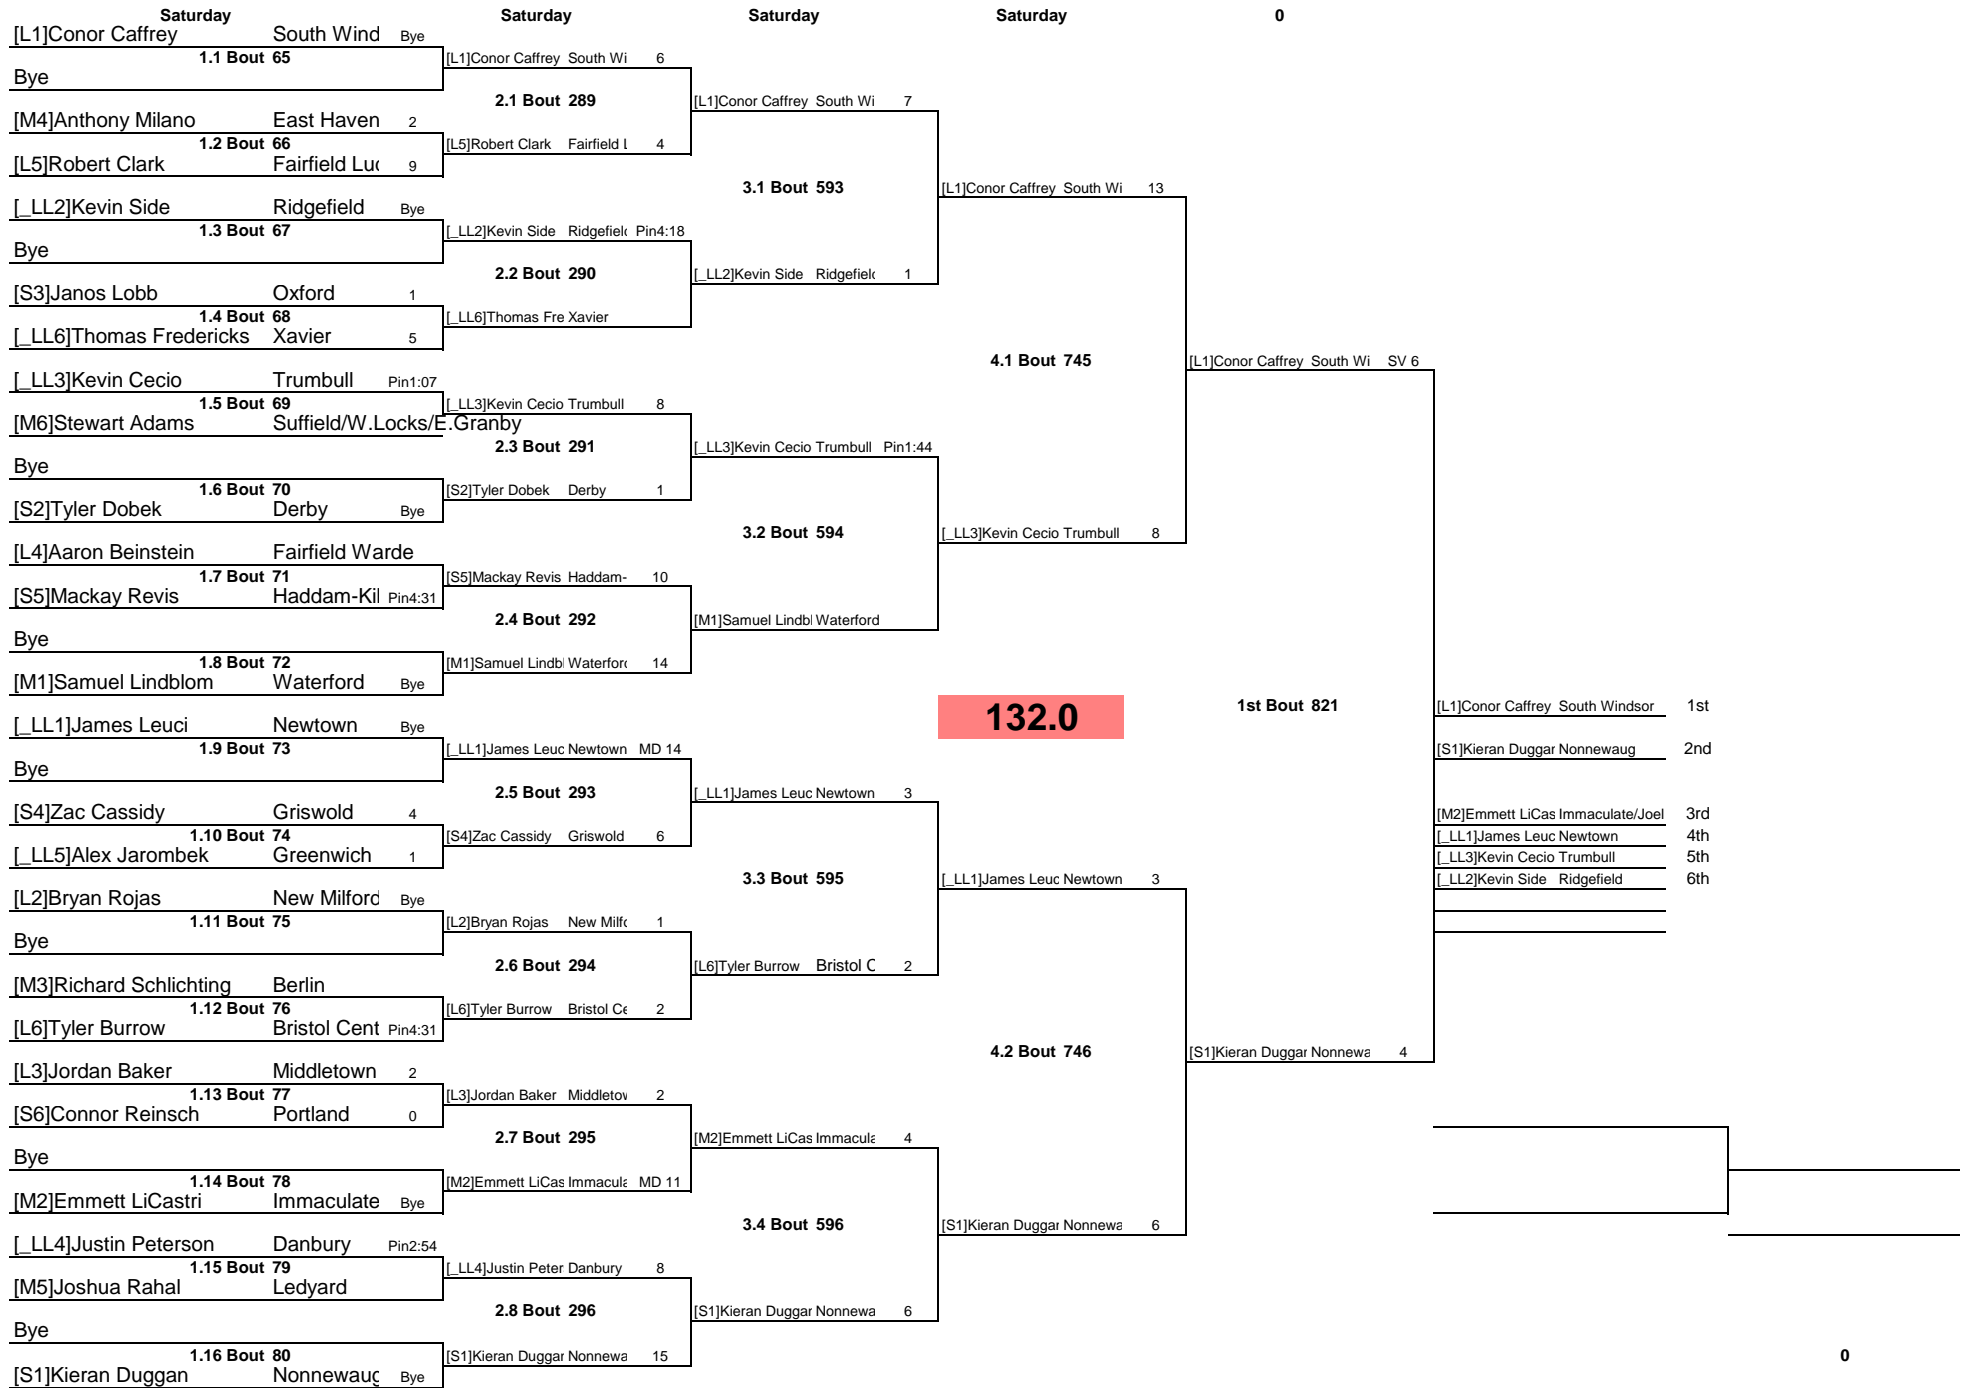 Saturday Saturday Saturday Saturday 0
[L1]Conor Caffrey South Wind Bye
1.1 Bout 65
Bye
[M4]Anthony Milano East Haven 2
1.2 Bout 66
[L5]Robert Clark Fairfield Luc 9
[_LL2]Kevin Side Ridgefield Bye
1.3 Bout 67
Bye
[S3]Janos Lobb Oxford 1
1.4 Bout 68
[_LL6]Thomas Fredericks Xavier 5
[_LL3]Kevin Cecio Trumbull Pin1:07
1.5 Bout 69
[M6]Stewart Adams Suffield/W.Locks/E.Granby
Bye
1.6 Bout 70
[S2]Tyler Dobek Derby Bye
[L4]Aaron Beinstein Fairfield Warde
1.7 Bout 71
[S5]Mackay Revis Haddam-Kil Pin4:31
Bye
1.8 Bout 72
[M1]Samuel Lindblom Waterford Bye
[_LL1]James Leuci Newtown Bye
1.9 Bout 73
Bye
[S4]Zac Cassidy Griswold 4
1.10 Bout 74
[_LL5]Alex Jarombek Greenwich 1
[L2]Bryan Rojas New Milford Bye
1.11 Bout 75
Bye
[M3]Richard Schlichting Berlin
1.12 Bout 76
[L6]Tyler Burrow Bristol Cent Pin4:31
[L3]Jordan Baker Middletown 2
1.13 Bout 77
[S6]Connor Reinsch Portland 0
Bye
1.14 Bout 78
[M2]Emmett LiCastri Immaculate Bye
[_LL4]Justin Peterson Danbury Pin2:54
1.15 Bout 79
[M5]Joshua Rahal Ledyard
Bye
1.16 Bout 80
[S1]Kieran Duggan Nonnewaug Bye
[L1]Conor Caffrey South Wi 6
2.1 Bout 289
[L5]Robert Clark Fairfield L 4
[_LL2]Kevin Side Ridgefield Pin4:18
2.2 Bout 290
[_LL6]Thomas Fre Xavier
[_LL3]Kevin Cecio Trumbull 8
2.3 Bout 291
[S2]Tyler Dobek Derby 1
[S5]Mackay Revis Haddam- 10
2.4 Bout 292
[M1]Samuel Lindbl Waterford 14
[_LL1]James Leuc Newtown MD 14
2.5 Bout 293
[S4]Zac Cassidy Griswold 6
[L2]Bryan Rojas New Milfo 1
2.6 Bout 294
[L6]Tyler Burrow Bristol Ce 2
[L3]Jordan Baker Middletow 2
2.7 Bout 295
[M2]Emmett LiCas Immacula MD 11
[_LL4]Justin Peter Danbury 8
2.8 Bout 296
[S1]Kieran Duggan Nonnewa 15
[L1]Conor Caffrey South Wi 7
3.1 Bout 593
[_LL2]Kevin Side Ridgefield 1
[_LL3]Kevin Cecio Trumbull Pin1:44
3.2 Bout 594
[M1]Samuel Lindbl Waterford
[_LL1]James Leuc Newtown 3
3.3 Bout 595
[L6]Tyler Burrow Bristol C 2
[M2]Emmett LiCas Immacula 4
3.4 Bout 596
[S1]Kieran Duggan Nonnewa 6
[L1]Conor Caffrey South Wi 13
4.1 Bout 745
[_LL3]Kevin Cecio Trumbull 8
132.0
[_LL1]James Leuc Newtown 3
4.2 Bout 746
[S1]Kieran Duggan Nonnewa 6
[L1]Conor Caffrey South Wi SV 6
1st Bout 821
[S1]Kieran Duggan Nonnewa 4
[L1]Conor Caffrey South Windsor 1st
[S1]Kieran Duggan Nonnewaug 2nd
[M2]Emmett LiCas Immaculate/Joel 3rd
[_LL1]James Leuc Newtown 4th
[_LL3]Kevin Cecio Trumbull 5th
[_LL2]Kevin Side Ridgefield 6th
0